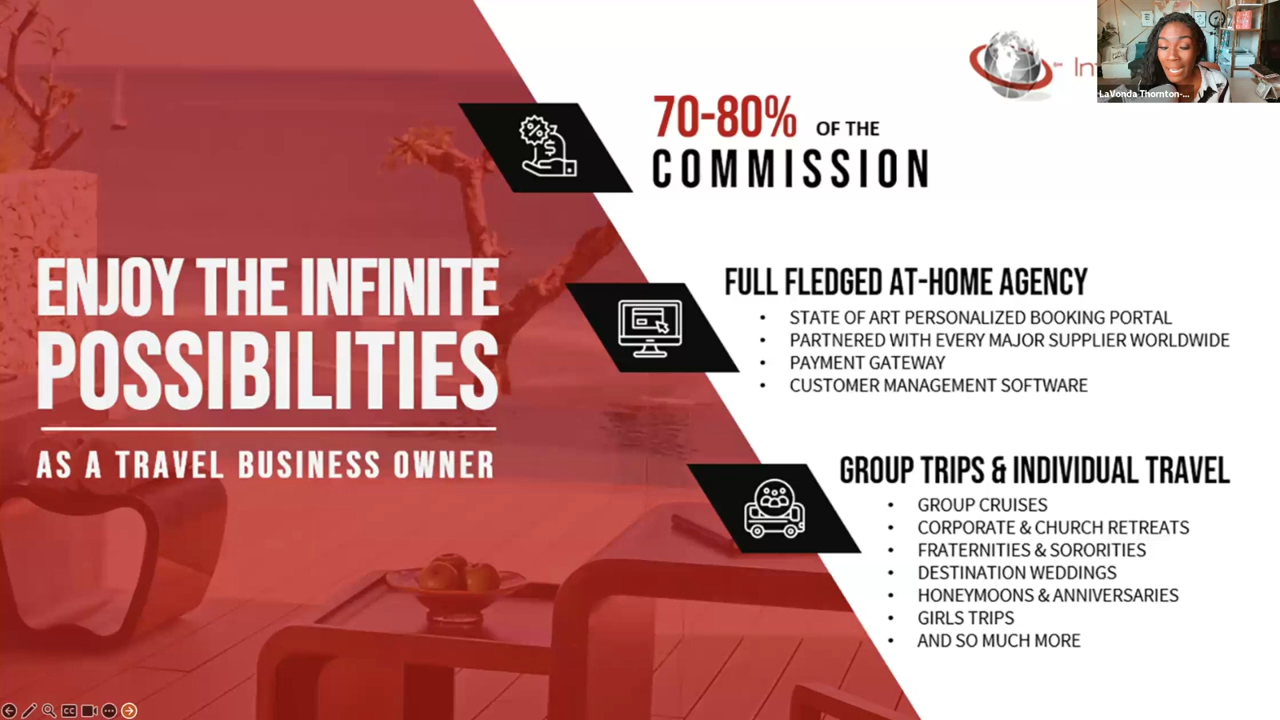 ENJOY THE INFINITE
POSSIBILITIES
AS A TRAVEL BUSINESS OWNER
70-80% OF THE
COMMISSION
FULL FLEDGED AT-HOME AGENCY
• STATE OF ART PERSONALIZED BOOKING PORTAL
• PARTNERED WITH EVERY MAJOR SUPPLIER WORLDWIDE
• PAYMENT GATEWAY
• CUSTOMER MANAGEMENT SOFTWARE
GROUP TRIPS & INDIVIDUAL TRAVEL
• GROUP CRUISES
• CORPORATE & CHURCH RETREATS
• FRATERNITIES & SORORITIES
• DESTINATION WEDDINGS
• HONEYMOONS & ANNIVERSARIES
• GIRLS TRIPS
• AND SO MUCH MORE
LaVonda Thornton-...
CC